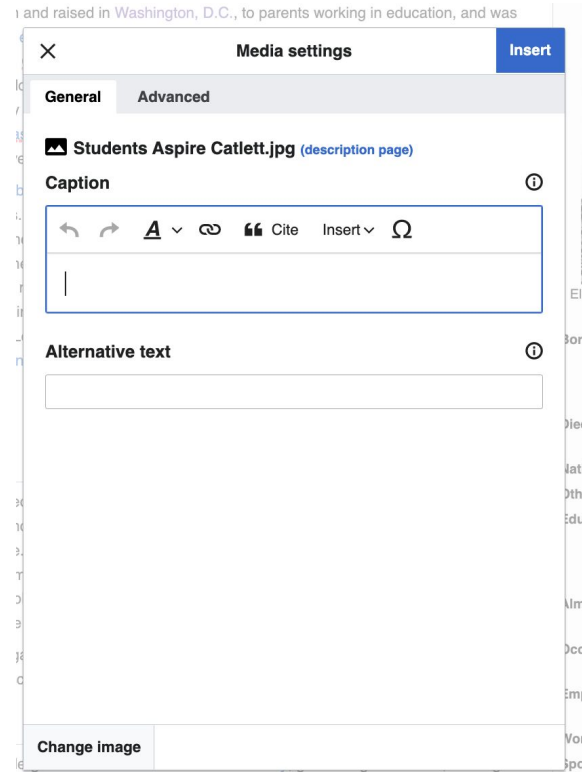 and raised in Washington, D.C., to parents working in education, and was
Media settings
Insert
General
Advanced
Students Aspire Catlett.jpg (description page)
Caption
A
Cite
Insert
Ω
Alternative text
Change image